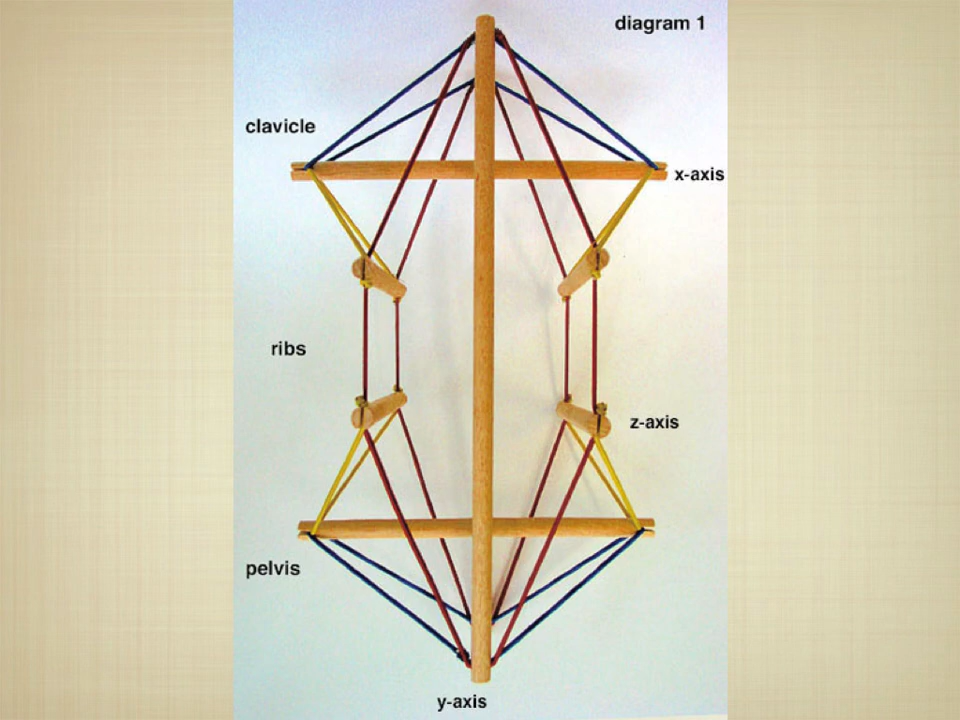 diagram 1
clavicle
x-axis
ribs
z-axis
pelvis
y-axis